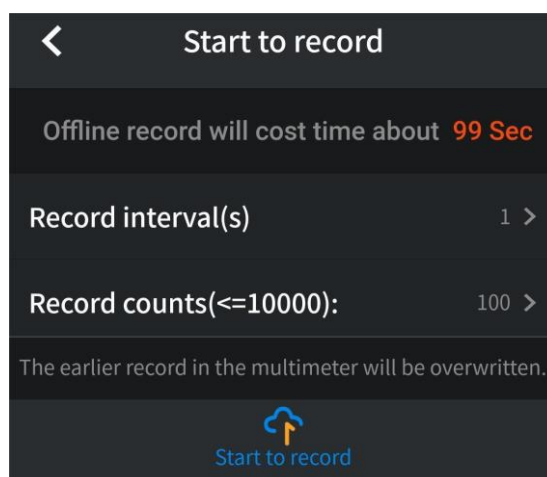 Start to record
Offline record will cost time about 99 Sec
Record interval(s) 1
Record counts(<=10000): 100
The earlier record in the multimeter will be overwritten.
Start to record